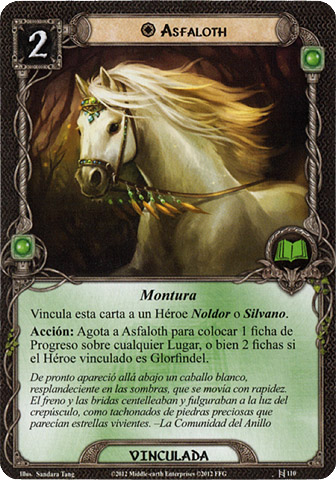 2
Asfaloth
Montura
Vincula esta carta a un Héroe Noldor o Silvano.
Acción: Agota a Asfaloth para colocar 1 ficha de
Progreso sobre cualquier Lugar, o bien 2 fichas si
el Héroe vinculado es Glorfindel.
De pronto apareció allá abajo un caballo blanco,
resplandeciente en las sombras, que se movía con rapidez.
El freno y las bridas centelleaban y fulguraban a la luz del
crepúsculo, como tachonados de piedras preciosas que
parecían estrellas vivientes. –La Comunidad del Anillo
VINCULADA
Illus. Sandara Tang
©2012 Middle-earth Enterprises ©2012 FFG
110